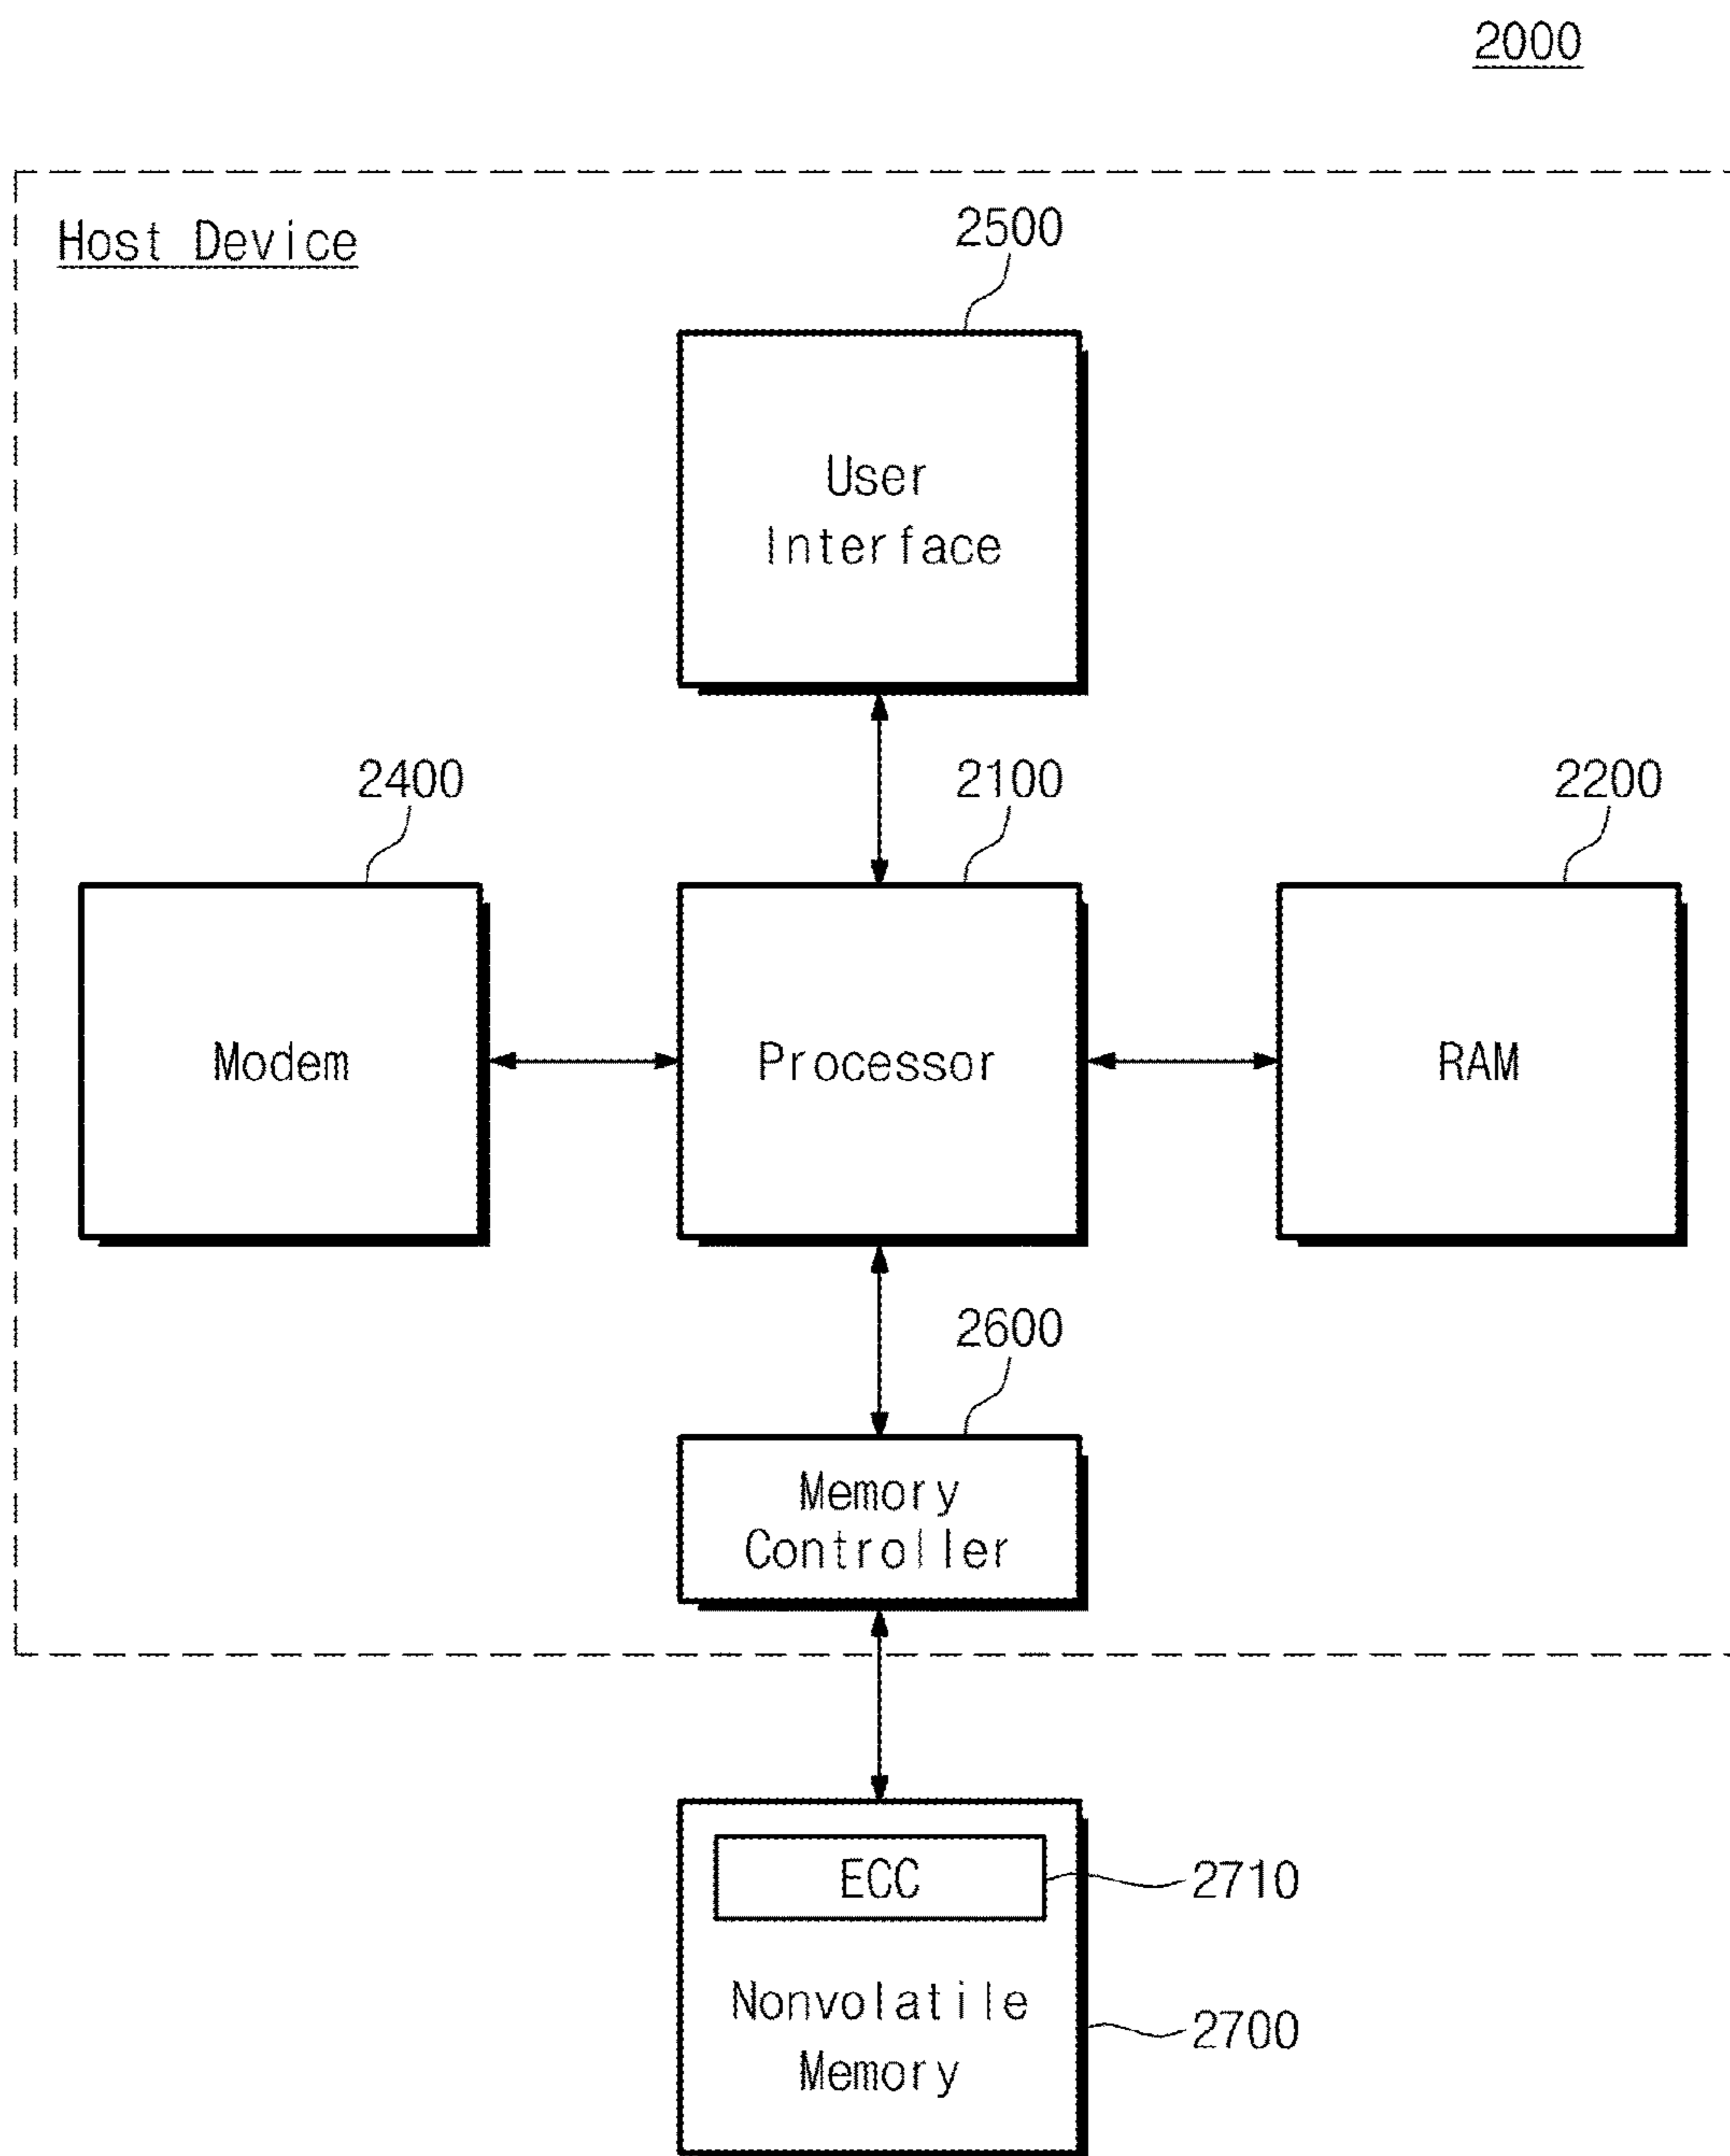 2000
Host Device
2500
User
Interface
2400
2100
2200
Modem
Processor
RAM
2600
Memory
Controller
ECC
2710
Nonvolatile
Memory
2700